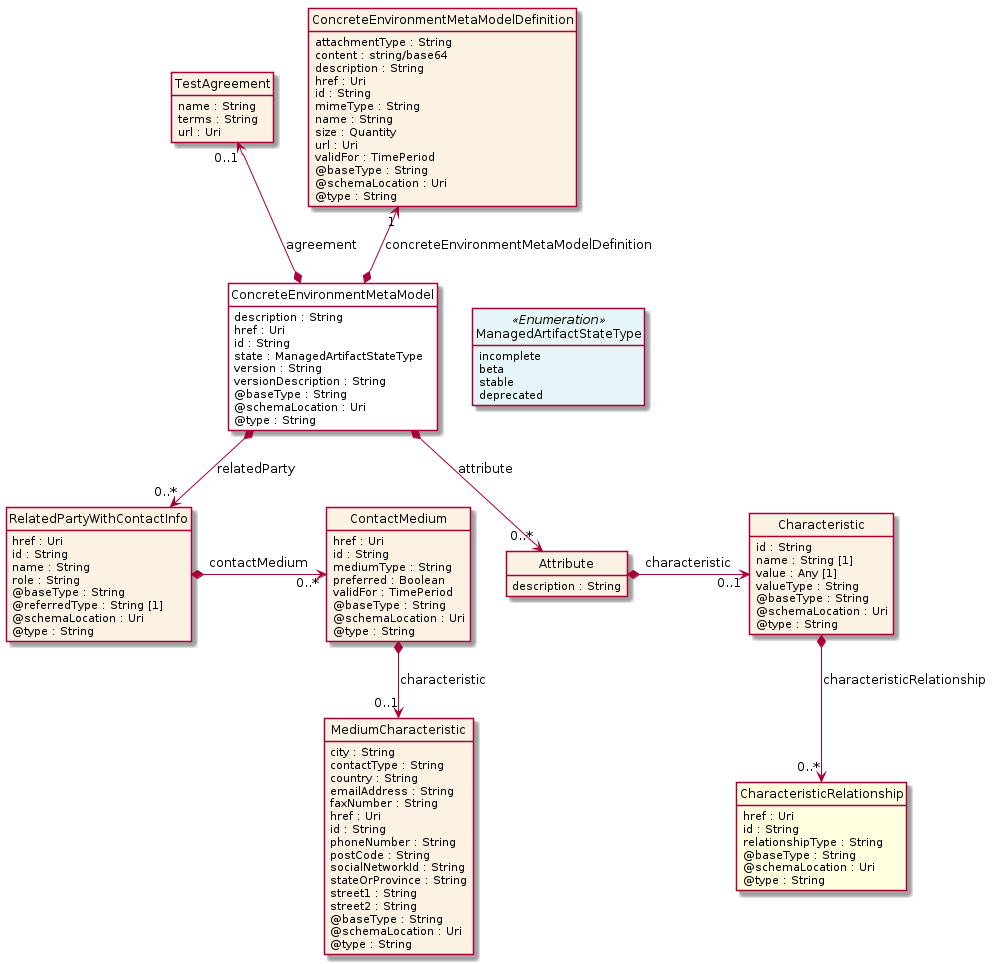 ConcreteEnvironmentMetaModelDefinition
attachmentType : String
content : string/base64
description : String
href : Uri
id : String
mimeType : String
name : String
size : Quantity
url : Uri
validFor : TimePeriod
@baseType : String
@schemaLocation : Uri
@type : String
TestAgreement
name : String
terms : String
url : Uri
0..1
1
agreement
concreteEnvironmentMetaModelDefinition
ConcreteEnvironmentMetaModel
description : String
href : Uri
id : String
state : ManagedArtifactStateType
version : String
versionDescription : String
@baseType : String
@schemaLocation : Uri
@type : String
«Enumeration»
ManagedArtifactStateType
incomplete
beta
stable
deprecated
relatedParty
attribute
0..*
0..*
RelatedPartyWithContactInfo
href : Uri
id : String
name : String
role : String
@baseType : String
@referredType : String [1]
@schemaLocation : Uri
@type : String
contactMedium
0..*
ContactMedium
href : Uri
id : String
mediumType : String
preferred : Boolean
validFor : TimePeriod
@baseType : String
@schemaLocation : Uri
@type : String
Attribute
description : String
characteristic
0..1
Characteristic
id : String
name : String [1]
value : Any [1]
valueType : String
@baseType : String
@schemaLocation : Uri
@type : String
characteristic
0..1
characteristicRelationship
0..*
MediumCharacteristic
city : String
contactType : String
country : String
emailAddress : String
faxNumber : String
href : Uri
id : String
phoneNumber : String
postCode : String
socialNetworkId : String
stateOrProvince : String
street1 : String
street2 : String
@baseType : String
@schemaLocation : Uri
@type : String
CharacteristicRelationship
href : Uri
id : String
relationshipType : String
@baseType : String
@schemaLocation : Uri
@type : String